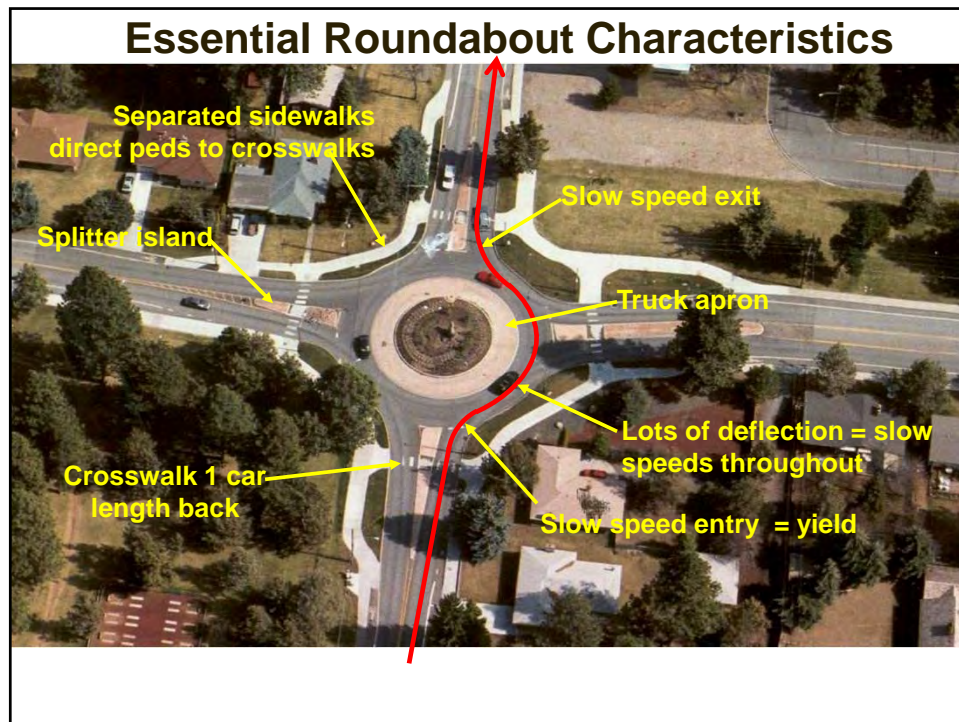 Essential Roundabout Characteristics
Separated sidewalks
direct peds to crosswalks
Slow speed exit
Splitter island
Truck apron
Lots of deflection = slow
speeds throughout
Crosswalk 1 car
length back
Slow speed entry = yield